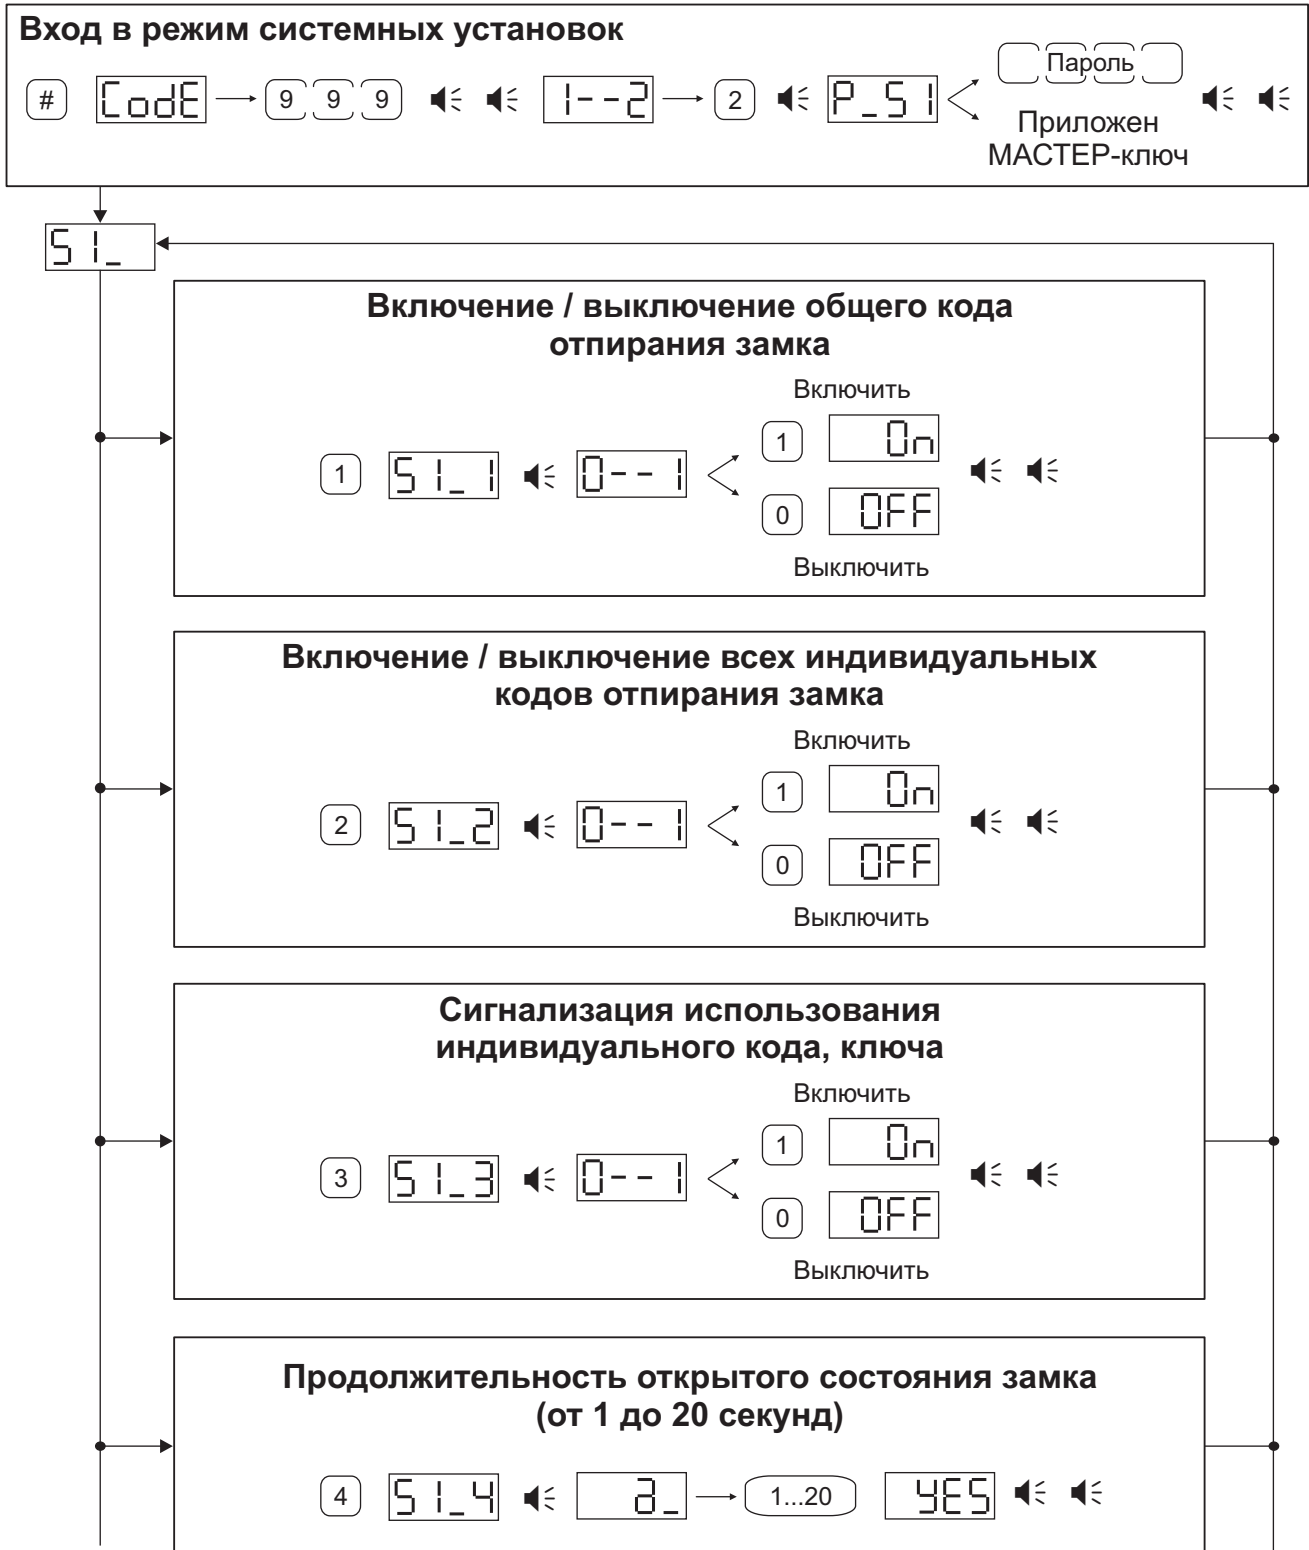 Вход в режим системных установок
Пароль
# CodE 9 9 9 1--2 2 P_S1
Приложен
МАСТЕР-ключ
S1_
Включение / выключение общего кода
отпирания замка
Включить
1 On
1 S1_1 0--1
0 OFF
Выключить
Включение / выключение всех индивидуальных
кодов отпирания замка
Включить
1 On
2 S1_2 0--1
0 OFF
Выключить
Сигнализация использования
индивидуального кода, ключа
Включить
1 On
3 S1_3 0--1
0 OFF
Выключить
Продолжительность открытого состояния замка
(от 1 до 20 секунд)
4 S1_4 1...20 YES